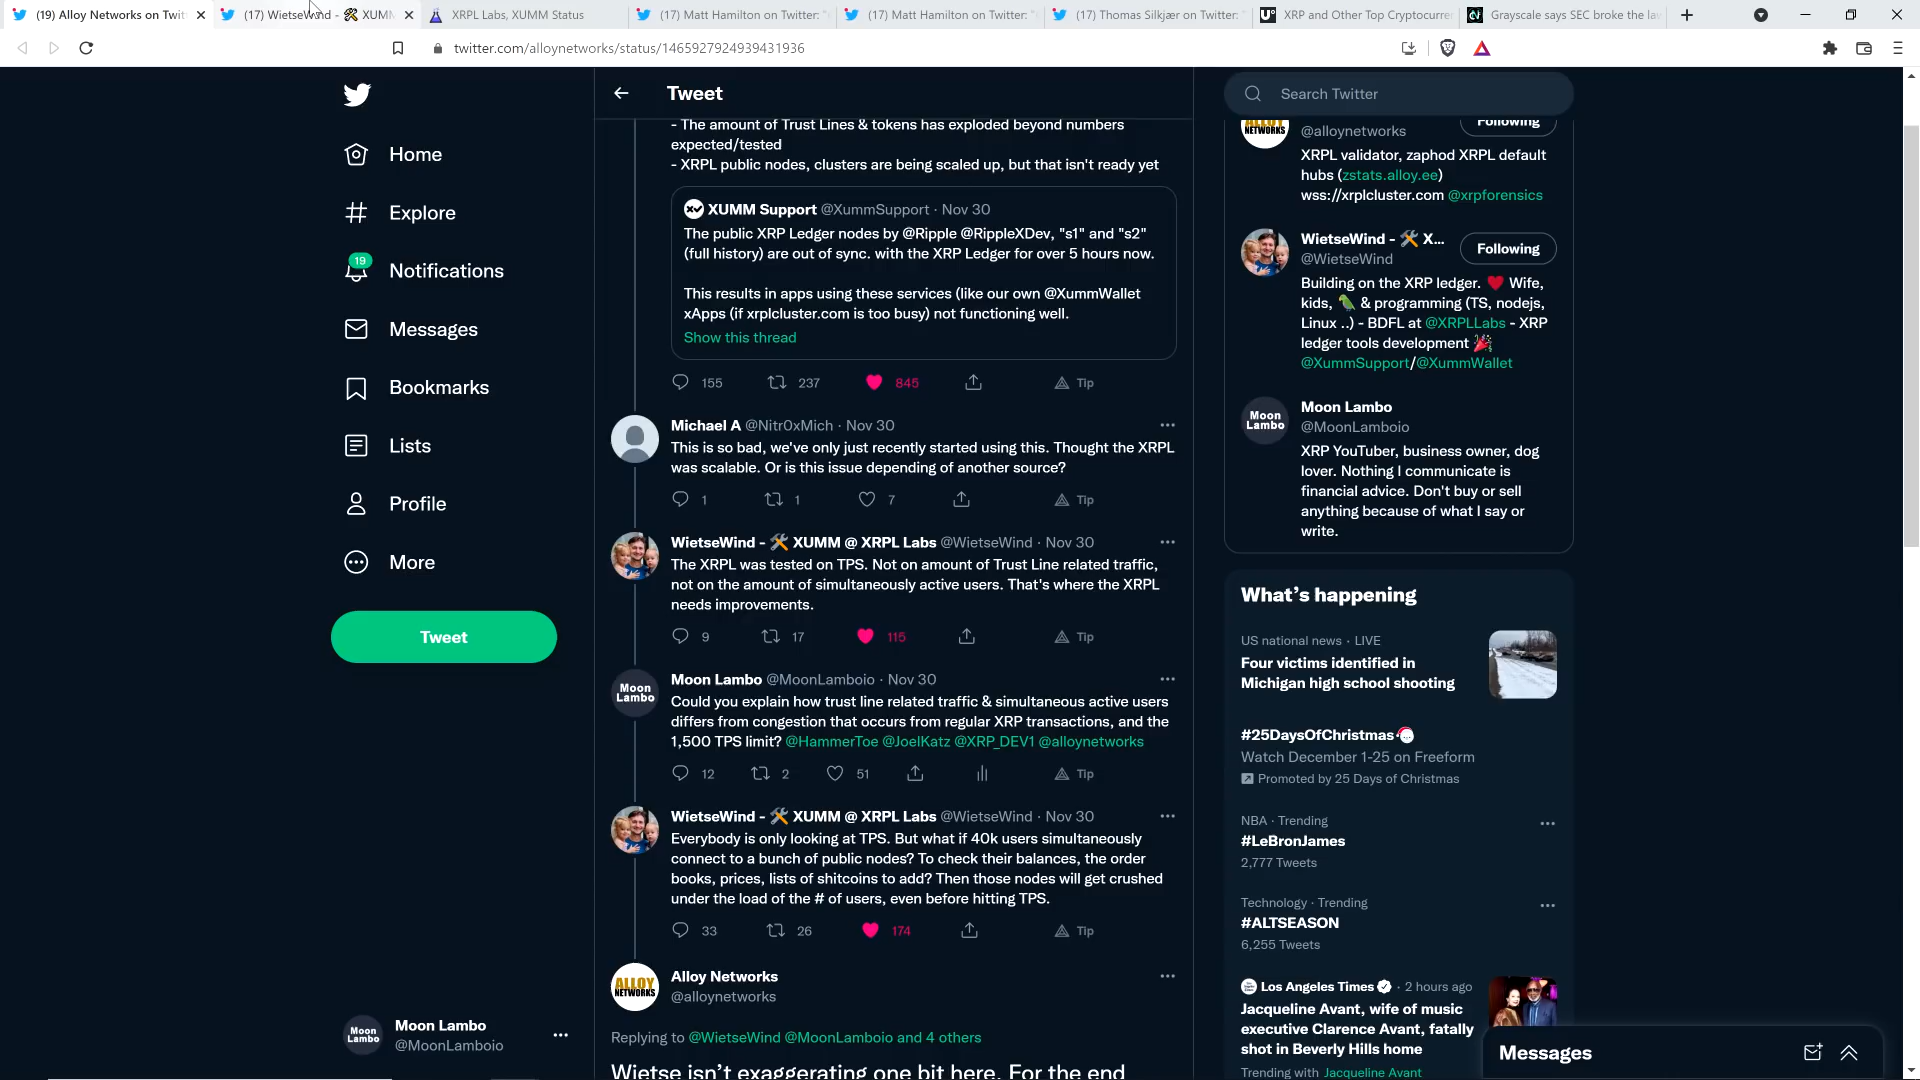 (19) Alloy Networks on Twit
(17) WietseWind - 🛠 XUMM
XRPL Labs, XUMM Status
(17) Matt Hamilton on Twitter: "
(17) Matt Hamilton on Twitter: "
(17) Thomas Silkjær on Twitter: "
XRP and Other Top Cryptocurre
Grayscale says SEC broke the la
twitter.com/alloynetworks/status/1465927924939431936
Home
Explore
19
Notifications
Messages
Bookmarks
Lists
Profile
More
Tweet
Moon Lambo
Moon Lambo
@MoonLamboio
Tweet
- The amount of Trust Lines & tokens has exploded beyond numbers
expected/tested
- XRPL public nodes, clusters are being scaled up, but that isn't ready yet
XUMM Support @XummSupport · Nov 30
The public XRP Ledger nodes by @Ripple @RippleXDev, "s1" and "s2"
(full history) are out of sync. with the XRP Ledger for over 5 hours now.
This results in apps using these services (like our own @XummWallet
xApps (if xrplcluster.com is too busy) not functioning well.
Show this thread
155 237 845 Tip
Michael A @Nitr0xMich · Nov 30
This is so bad, we've only just recently started using this. Thought the XRPL
was scalable. Or is this issue depending of another source?
1 1 7 Tip
WietseWind - 🛠 XUMM @ XRPL Labs @WietseWind · Nov 30
The XRPL was tested on TPS. Not on amount of Trust Line related traffic,
not on the amount of simultaneously active users. That's where the XRPL
needs improvements.
9 17 115 Tip
Moon Lambo
Moon Lambo @MoonLamboio · Nov 30
Could you explain how trust line related traffic & simultaneous active users
differs from congestion that occurs from regular XRP transactions, and the
1,500 TPS limit? @HammerToe @JoelKatz @XRP_DEV1 @alloynetworks
12 2 51 Tip
WietseWind - 🛠 XUMM @ XRPL Labs @WietseWind · Nov 30
Everybody is only looking at TPS. But what if 40k users simultaneously
connect to a bunch of public nodes? To check their balances, the order
books, prices, lists of shitcoins to add? Then those nodes will get crushed
under the load of the # of users, even before hitting TPS.
33 26 174 Tip
ALLOY NETWORKS
Alloy Networks
@alloynetworks
Replying to @WietseWind @MoonLamboio and 4 others
Wietse isn't exaggerating one bit here. For the end
Search Twitter
ALLOY NETWORKS
Following
@alloynetworks
XRPL validator, zaphod XRPL default
hubs (zstats.alloy.ee)
wss://xrplcluster.com @xrpforensics
WietseWind - 🛠 X...
Following
@WietseWind
Building on the XRP ledger. ❤ Wife,
kids, 🦜 & programming (TS, nodejs,
Linux ..) - BDFL at @XRPLLabs - XRP
ledger tools development 🎉
@XummSupport/@XummWallet
Moon Lambo
Moon Lambo
@MoonLamboio
XRP YouTuber, business owner, dog
lover. Nothing I communicate is
financial advice. Don't buy or sell
anything because of what I say or
write.
What's happening
US national news · LIVE
Four victims identified in
Michigan high school shooting
#25DaysOfChristmas🎅
Watch December 1-25 on Freeform
Promoted by 25 Days of Christmas
NBA · Trending
#LeBronJames
2,777 Tweets
Technology · Trending
#ALTSEASON
6,255 Tweets
Los Angeles Times · 2 hours ago
Jacqueline Avant, wife of music
executive Clarence Avant, fatally
shot in Beverly Hills home
Trending with Jacqueline Avant
Messages